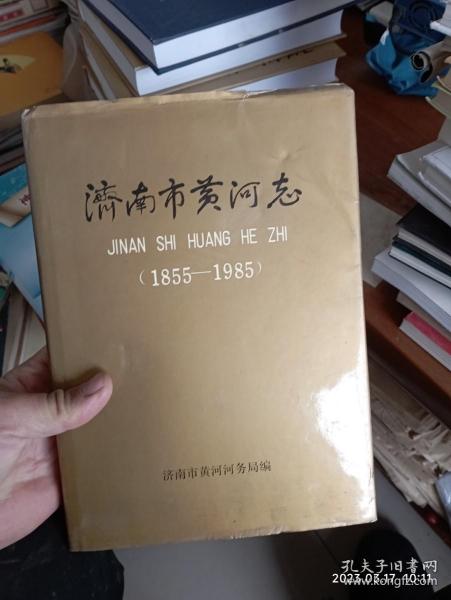 濟南市黄河志
JINAN SHI HUANG HE ZHI
(1855—1985)
济南市黄河河务局编
孔夫子旧书网
2023.03.17 10:11